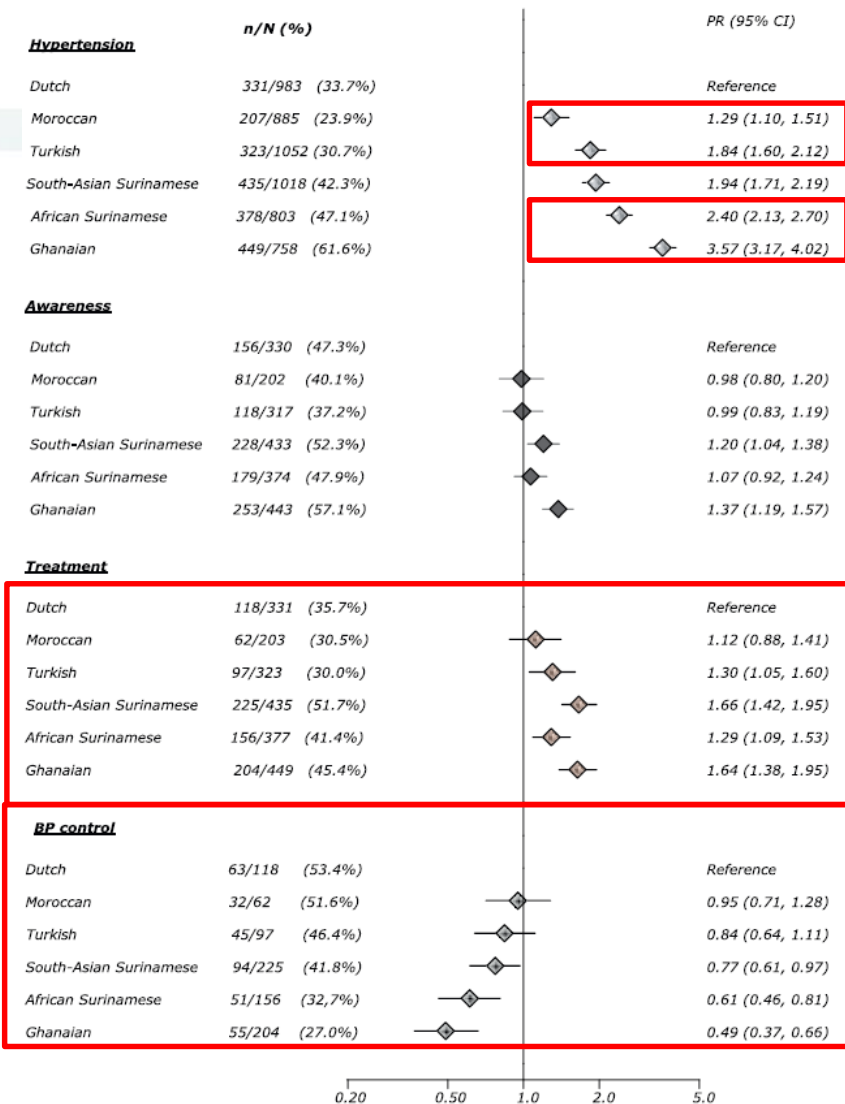 n/N (%) PR (95% CI)
Hypertension
Dutch 331/983 (33.7%) Reference
Moroccan 207/885 (23.9%) 1.29 (1.10, 1.51)
Turkish 323/1052 (30.7%) 1.84 (1.60, 2.12)
South-Asian Surinamese 435/1018 (42.3%) 1.94 (1.71, 2.19)
African Surinamese 378/803 (47.1%) 2.40 (2.13, 2.70)
Ghanaian 449/758 (61.6%) 3.57 (3.17, 4.02)
Awareness
Dutch 156/330 (47.3%) Reference
Moroccan 81/202 (40.1%) 0.98 (0.80, 1.20)
Turkish 118/317 (37.2%) 0.99 (0.83, 1.19)
South-Asian Surinamese 228/433 (52.3%) 1.20 (1.04, 1.38)
African Surinamese 179/374 (47.9%) 1.07 (0.92, 1.24)
Ghanaian 253/443 (57.1%) 1.37 (1.19, 1.57)
Treatment
Dutch 118/331 (35.7%) Reference
Moroccan 62/203 (30.5%) 1.12 (0.88, 1.41)
Turkish 97/323 (30.0%) 1.30 (1.05, 1.60)
South-Asian Surinamese 225/435 (51.7%) 1.66 (1.42, 1.95)
African Surinamese 156/377 (41.4%) 1.29 (1.09, 1.53)
Ghanaian 204/449 (45.4%) 1.64 (1.38, 1.95)
BP control
Dutch 63/118 (53.4%) Reference
Moroccan 32/62 (51.6%) 0.95 (0.71, 1.28)
Turkish 45/97 (46.4%) 0.84 (0.64, 1.11)
South-Asian Surinamese 94/225 (41.8%) 0.77 (0.61, 0.97)
African Surinamese 51/156 (32,7%) 0.61 (0.46, 0.81)
Ghanaian 55/204 (27.0%) 0.49 (0.37, 0.66)
0.20 0.50 1.0 2.0 5.0